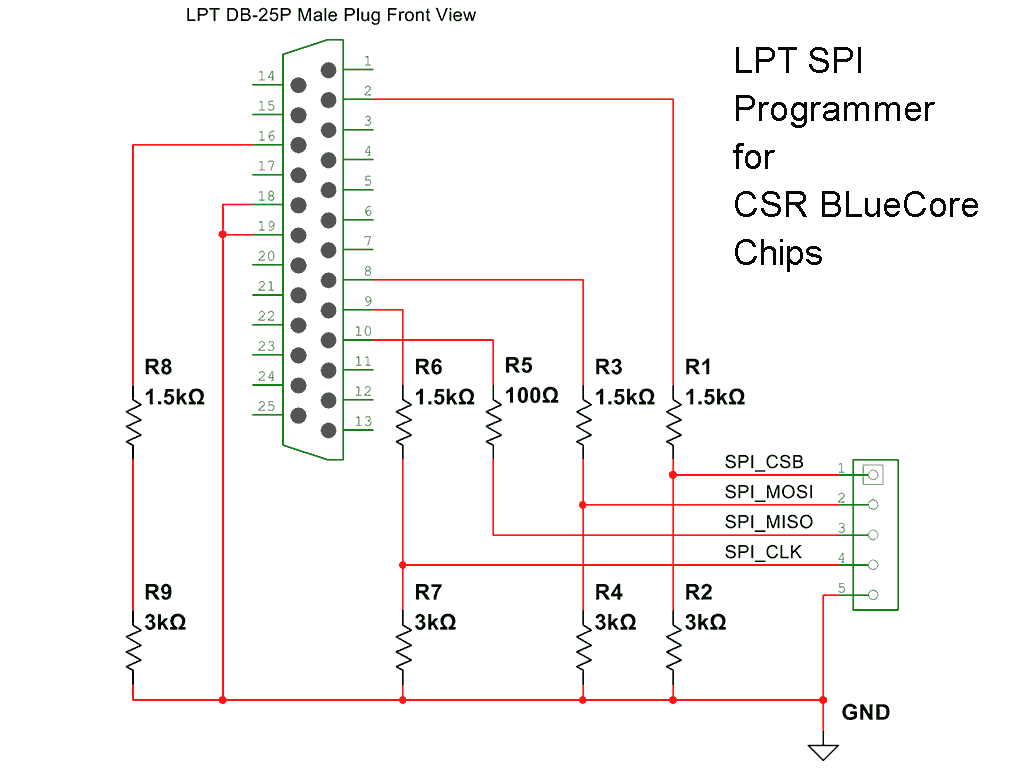 LPT DB-25P Male Plug Front View
LPT SPI
Programmer
for
CSR BLueCore
Chips
1
14
2
15
3
16
4
17
5
18
6
19
7
20
8
21
9
22
10
23
11
24
12
25
13
R8
1.5kΩ
R6
1.5kΩ
R5
100Ω
R3
1.5kΩ
R1
1.5kΩ
SPI_CSB 1
SPI_MOSI 2
SPI_MISO 3
SPI_CLK 4
5
R9
3kΩ
R7
3kΩ
R4
3kΩ
R2
3kΩ
GND